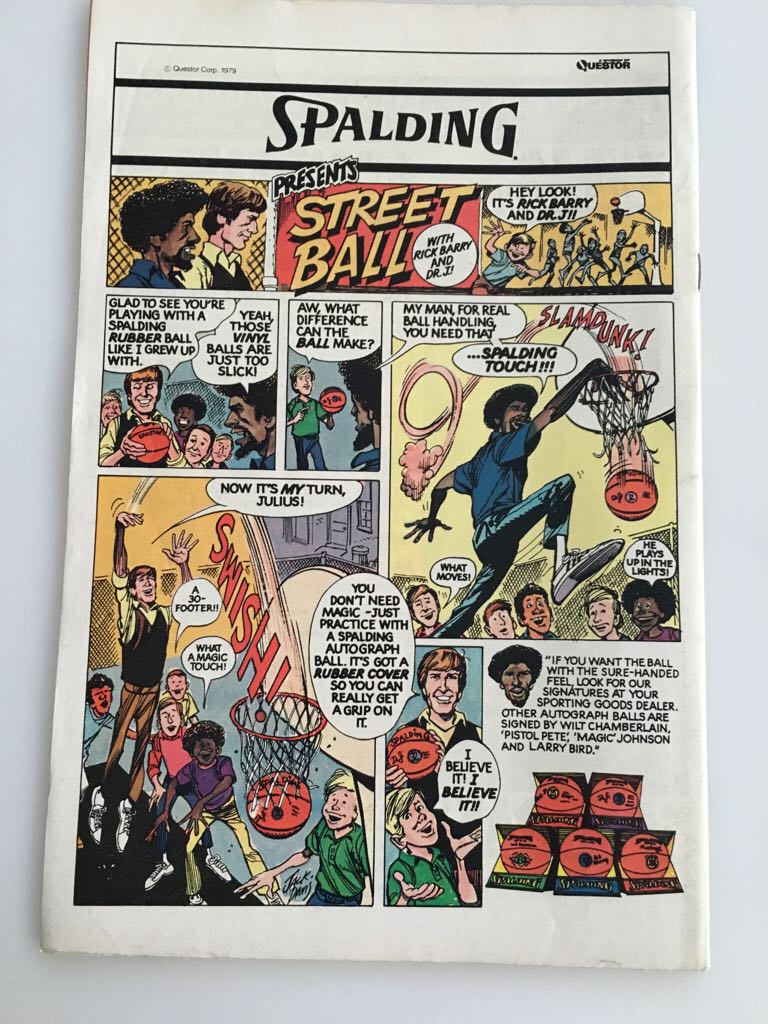 © Questor Corp. 1979
QUESTOR
SPALDING
PRESENTS
STREET
BALL
WITH
RICK BARRY
AND
DR. J!
HEY LOOK!
IT'S RICK BARRY
AND DR. J!!
GLAD TO SEE YOU'RE
PLAYING WITH A
SPALDING
RUBBER BALL
LIKE I GREW UP
WITH.
YEAH,
THOSE
VINYL
BALLS ARE
JUST TOO
SLICK!
AW, WHAT
DIFFERENCE
CAN THE
BALL MAKE?
MY MAN, FOR REAL
BALL HANDLING,
YOU NEED THAT
...SPALDING
TOUCH!!!
SLAMDUNK!
WHAT
MOVES!
HE
PLAYS
UP IN THE
LIGHTS!
NOW IT'S MY TURN,
JULIUS!
A
30-
FOOTER!!
WHAT
A MAGIC
TOUCH!
SWISH!
YOU
DON'T NEED
MAGIC - JUST
PRACTICE WITH
A SPALDING
AUTOGRAPH
BALL. IT'S GOT A
RUBBER COVER
SO YOU CAN
REALLY GET
A GRIP ON
IT.
SPALDING
JACK
DAVIS
SPALDING
I
BELIEVE
IT! I
BELIEVE
IT!!
"IF YOU WANT THE BALL
WITH THE SURE-HANDED
FEEL, LOOK FOR OUR
SIGNATURES AT YOUR
SPORTING GOODS DEALER.
OTHER AUTOGRAPH BALLS ARE
SIGNED BY WILT CHAMBERLAIN,
'PISTOL PETE', 'MAGIC' JOHNSON
AND LARRY BIRD."
SPALDING SPALDING SPALDING